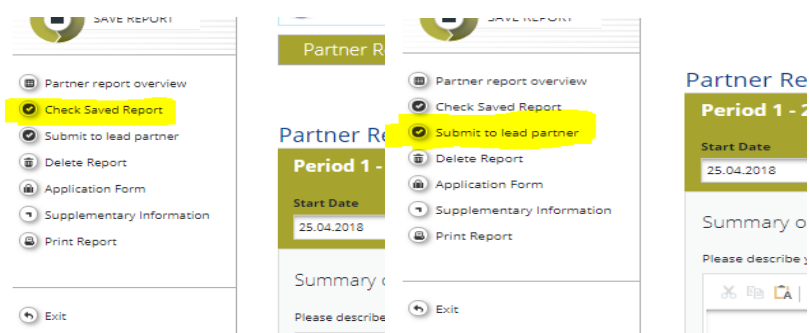 SAVE REPORT
Partner report overview
Check Saved Report
Submit to lead partner
Delete Report
Application Form
Supplementary Information
Print Report
Exit
Partner
Partner
Period 1 -
Start Date
25.04.2018
Summary
Please describe
SAVE REPORT
Partner report overview
Check Saved Report
Submit to lead partner
Delete Report
Application Form
Supplementary Information
Print Report
Exit
Partner Re
Period 1 - 2
Start Date
25.04.2018
Summary o
Please describe y